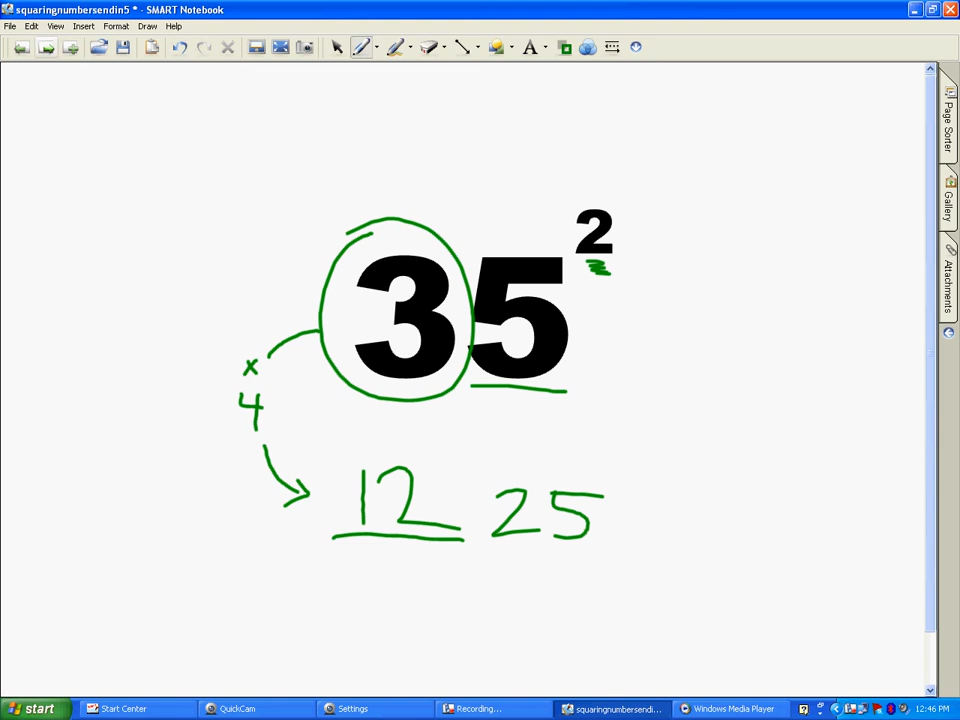 squaringnumbersendin5 * - SMART Notebook
File Edit View Insert Format Draw Help
A
Page Sorter
Gallery
Attachments
35²
x
4
12 25
start Start Center QuickCam Settings Recording... squaringnumbersendi... Windows Media Player 12:46 PM